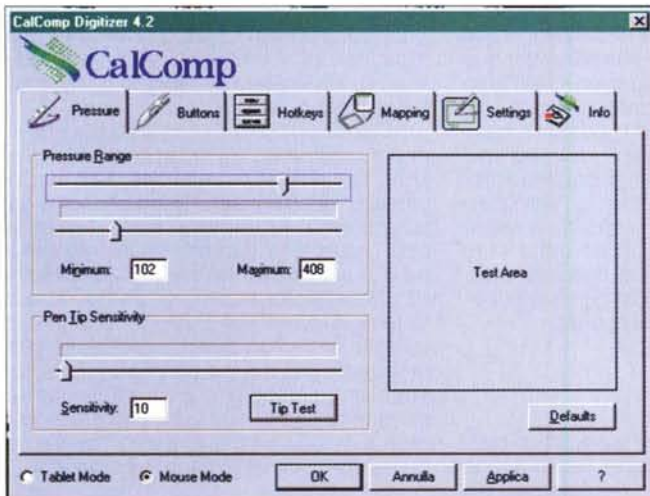 CalComp Digitizer 4.2
CalComp
Pressure Buttons Hotkeys Mapping Settings Info
Pressure Range
Minimum: 102 Maximum: 408
Test Area
Pen Tip Sensitivity
Sensitivity: 10 Tip Test
Defaults
Tablet Mode Mouse Mode OK Annulla Applica ?